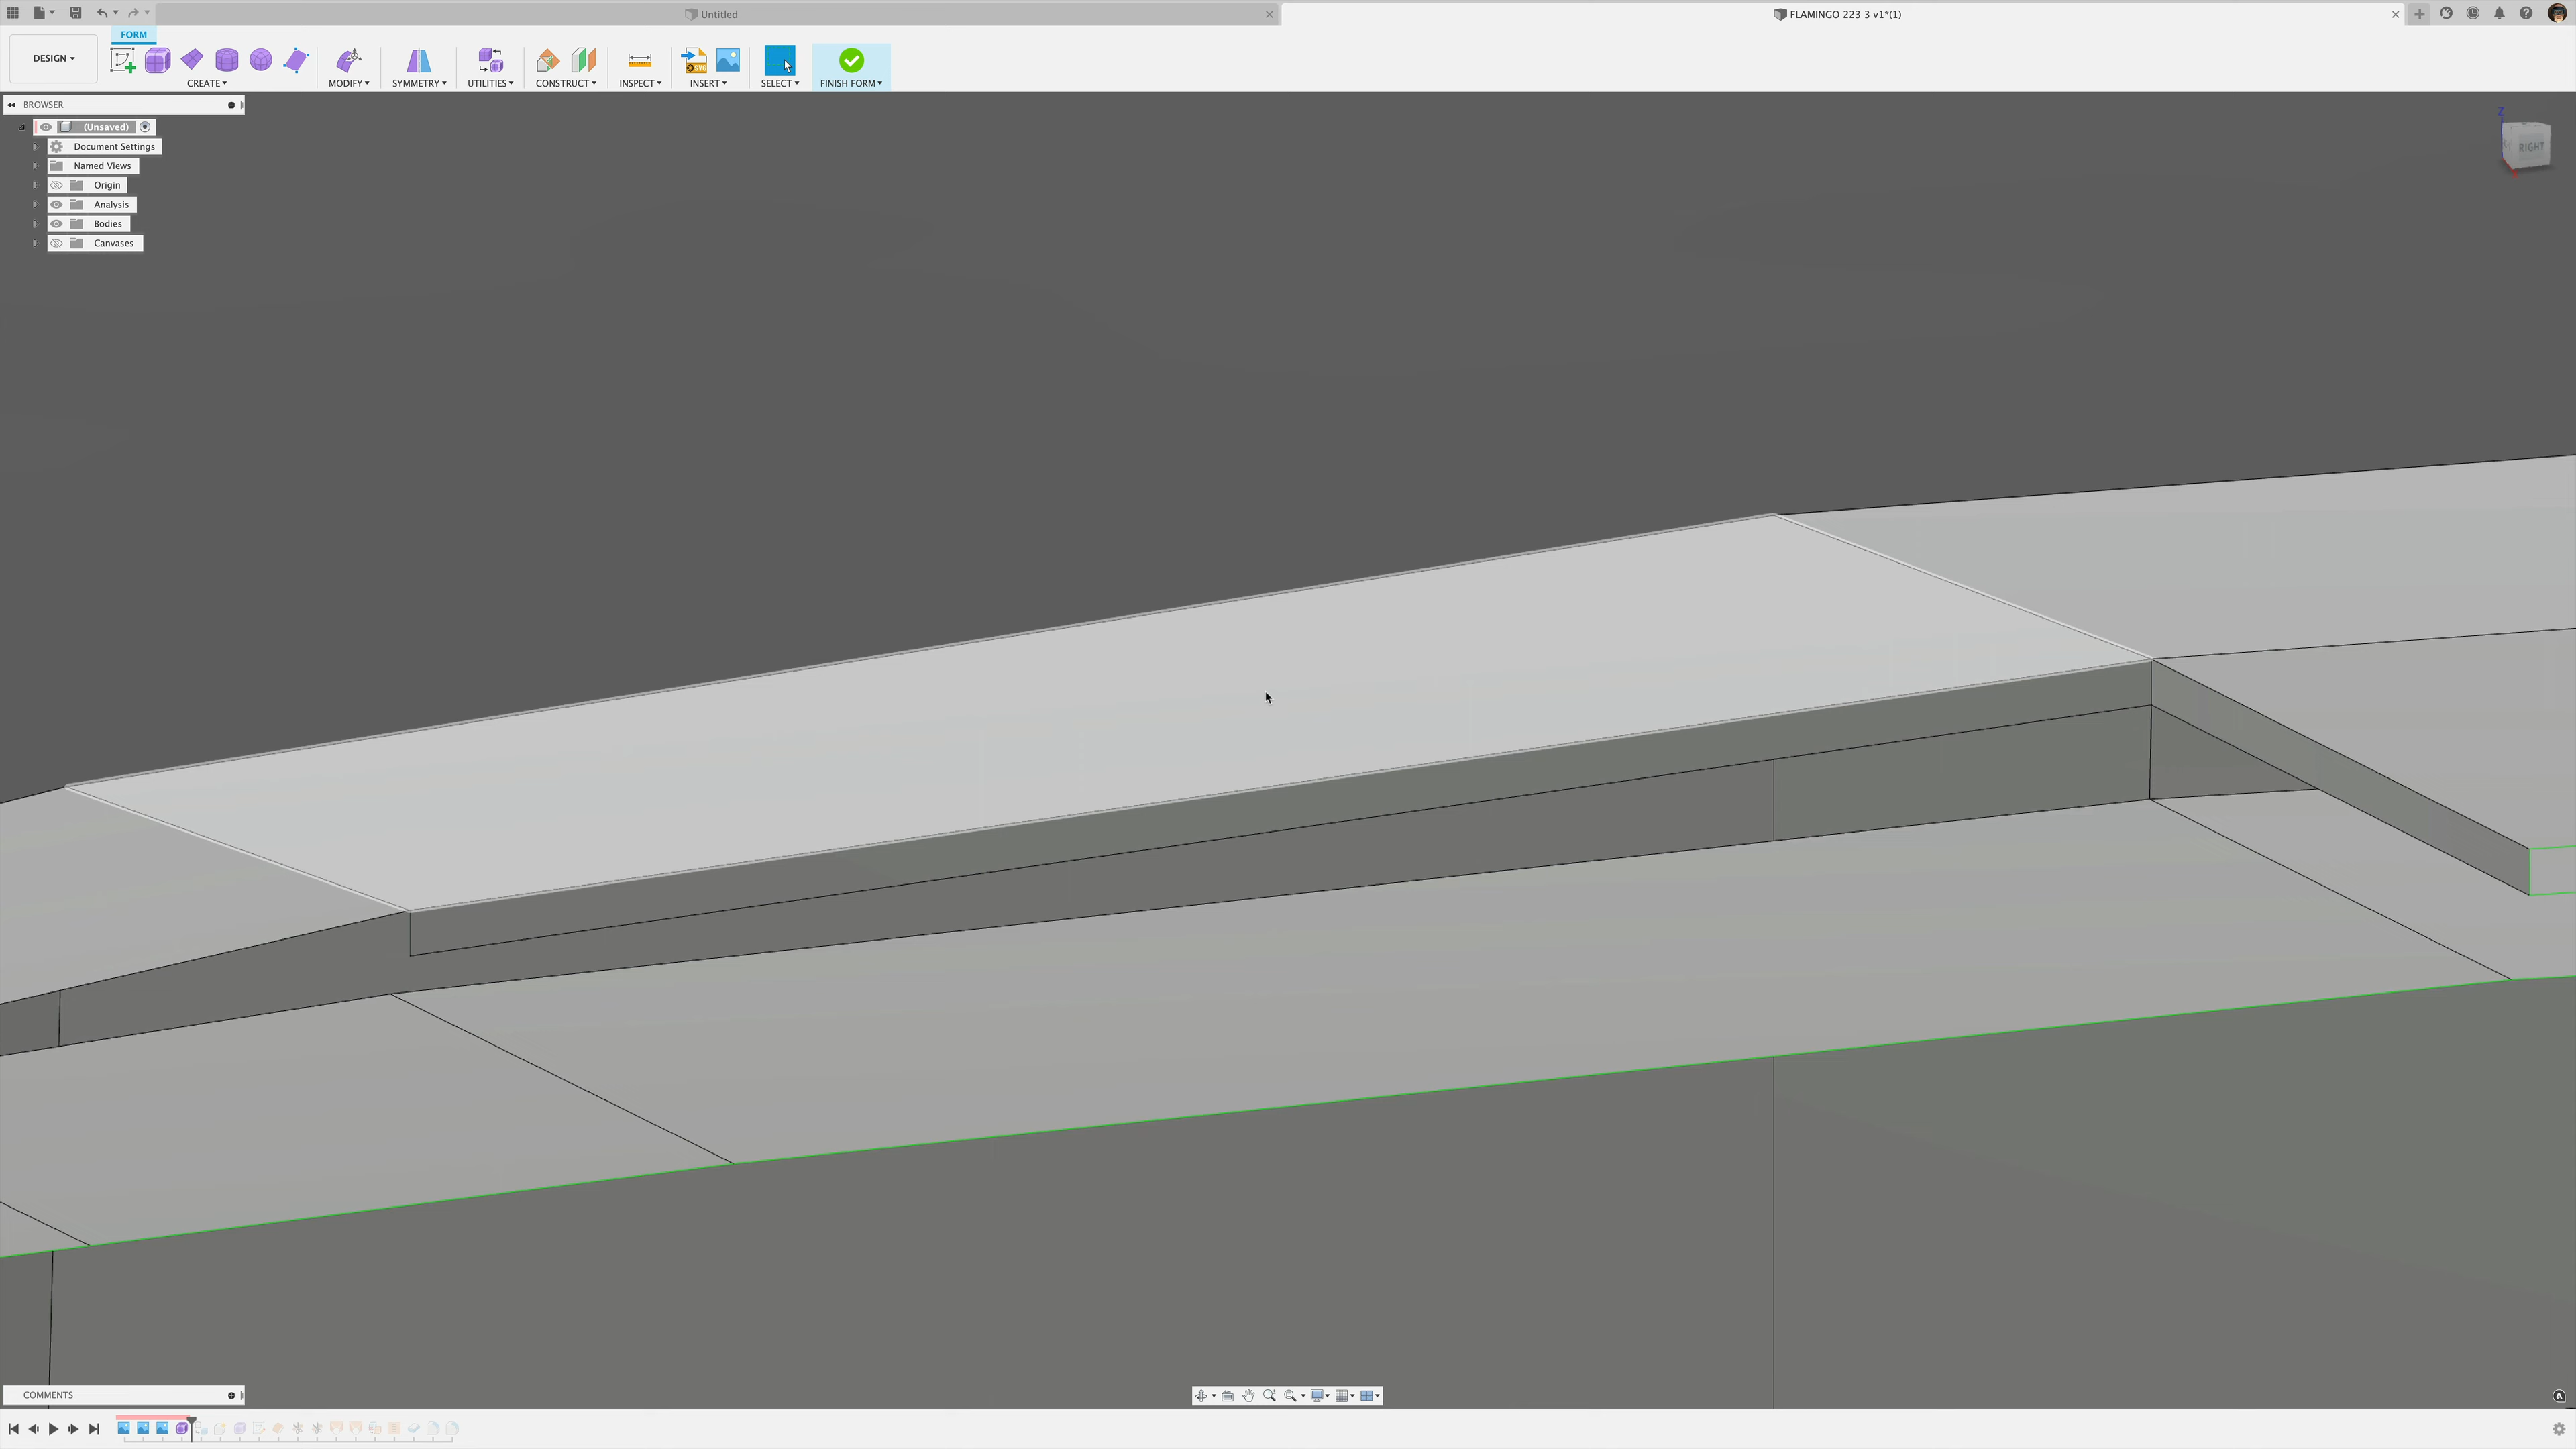 Untitled
FLAMINGO 223 3 v1*(1)
FORM
DESIGN
CREATE
MODIFY
SYMMETRY
UTILITIES
CONSTRUCT
INSPECT
INSERT
SELECT
FINISH FORM
BROWSER
(Unsaved)
Document Settings
Named Views
Origin
Analysis
Bodies
Canvases
Z
RIGHT
COMMENTS